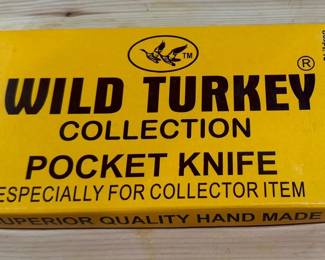 TM
WILD TURKEY ®
COLLECTION
POCKET KNIFE
ESPECIALLY FOR COLLECTOR ITEM
SUPERIOR QUALITY HAND MADE